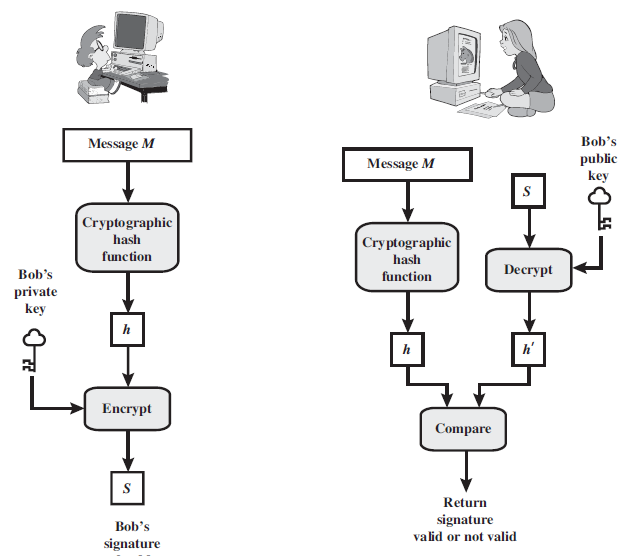 Message M
Cryptographic
hash
function
Bob's
private
key
h
Encrypt
S
Bob's
signature
Bob's
public
key
Message M
S
Cryptographic
hash
function
Decrypt
h
h′
Compare
Return
signature
valid or not valid